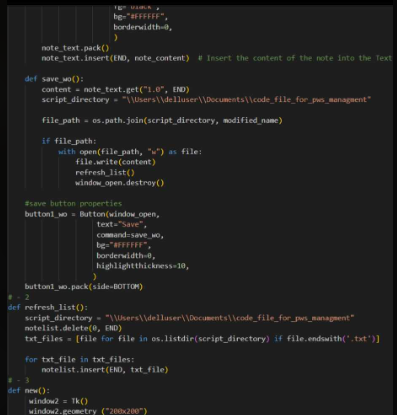 fg="black",
bg="#FFFFFF",
borderwidth=0,
)
note_text.pack()
note_text.insert(END, note_content)  # Insert the content of the note into the Text
def save_wo():
content = note_text.get("1.0", END)
script_directory = "\\Users\\delluser\\Documents\\code_file_for_pws_managment"
file_path = os.path.join(script_directory, modified_name)
if file_path:
with open(file_path, "w") as file:
file.write(content)
refresh_list()
window_open.destroy()
#save button properties
button1_wo = Button(window_open,
text="Save",
command=save_wo,
bg="#FFFFFF",
borderwidth=0,
highlightthickness=10,
)
button1_wo.pack(side=BOTTOM)
# - 2
def refresh_list():
script_directory = "\\Users\\delluser\\Documents\\code_file_for_pws_managment"
notelist.delete(0, END)
txt_files = [file for file in os.listdir(script_directory) if file.endswith('.txt')]
for txt_file in txt_files:
notelist.insert(END, txt_file)
# - 3
def new():
window2 = Tk()
window2.geometry ("200x200")